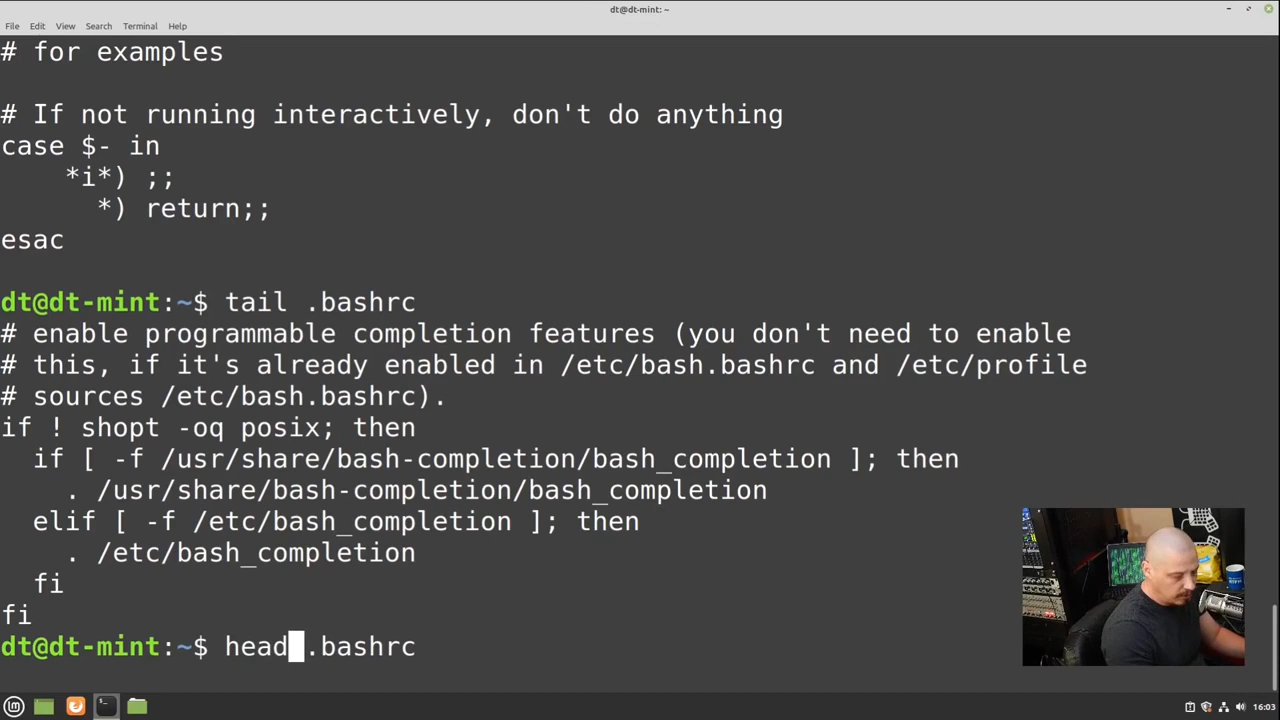 dt@dt-mint: ~
File Edit View Search Terminal Help
# for examples
# If not running interactively, don't do anything
case $- in
    *i*) ;;
      *) return;;
esac
dt@dt-mint:~$ tail .bashrc
# enable programmable completion features (you don't need to enable
# this, if it's already enabled in /etc/bash.bashrc and /etc/profile
# sources /etc/bash.bashrc).
if ! shopt -oq posix; then
  if [ -f /usr/share/bash-completion/bash_completion ]; then
    . /usr/share/bash-completion/bash_completion
  elif [ -f /etc/bash_completion ]; then
    . /etc/bash_completion
  fi
fi
dt@dt-mint:~$ head .bashrc
16:03